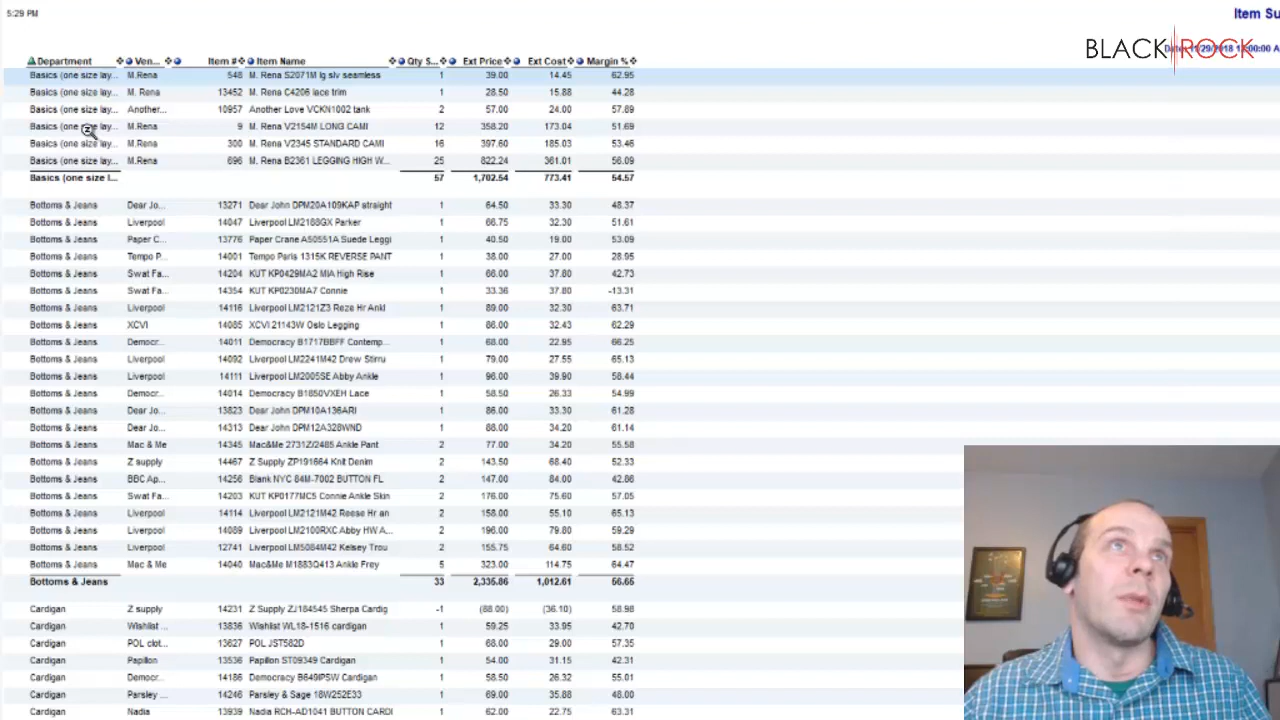 5:29 PM
Item Su
BLACK ROCK
Department Ven... Item # Item Name Qty S... Ext Price Ext Cost Margin %
Basics (one size lay... M.Rena 548 M. Rena S2071M lg slv seamless 1 39.00 14.45 62.95
Basics (one size lay... M. Rena 13452 M. Rena C4206 lace trim 1 28.50 15.88 44.28
Basics (one size lay... Another... 10957 Another Love VCKN1002 tank 2 57.00 24.00 57.89
Basics (one size lay... M.Rena 9 M. Rena V2154M LONG CAMI 12 358.20 173.04 51.69
Basics (one size lay... M.Rena 300 M. Rena V2345 STANDARD CAMI 16 397.60 185.03 53.46
Basics (one size lay... M.Rena 696 M. Rena B2361 LEGGING HIGH W... 25 822.24 361.01 56.09
Basics (one size l... 57 1,702.54 773.41 54.57
Bottoms & Jeans Dear Jo... 13271 Dear John DPM20A109KAP straight 1 64.50 33.30 48.37
Bottoms & Jeans Liverpool 14047 Liverpool LM2188GX Parker 1 66.75 32.30 51.61
Bottoms & Jeans Paper C... 13776 Paper Crane A50551A Suede Leggi 1 40.50 19.00 53.09
Bottoms & Jeans Tempo P... 14001 Tempo Paris 1315K REVERSE PANT 1 38.00 27.00 28.95
Bottoms & Jeans Swat Fa... 14204 KUT KP0429MA2 MIA High Rise 1 66.00 37.80 42.73
Bottoms & Jeans Swat Fa... 14354 KUT KP0230MA7 Connie 1 33.36 37.80 -13.31
Bottoms & Jeans Liverpool 14116 Liverpool LM2121Z3 Reze Hr Ankl 1 89.00 32.30 63.71
Bottoms & Jeans XCVI 14085 XCVI 21143W Oslo Legging 1 86.00 32.43 62.29
Bottoms & Jeans Democr... 14011 Democracy B1717BBFF Contemp... 1 68.00 22.95 66.25
Bottoms & Jeans Liverpool 14092 Liverpool LM2241M42 Drew Stirru 1 79.00 27.55 65.13
Bottoms & Jeans Liverpool 14111 Liverpool LM2005SE Abby Ankle 1 96.00 39.90 58.44
Bottoms & Jeans Democr... 14014 Democracy B1850VXEH Lace 1 58.50 26.33 54.99
Bottoms & Jeans Dear Jo... 13823 Dear John DPM10A136ARI 1 86.00 33.30 61.28
Bottoms & Jeans Dear Jo... 14313 Dear John DPM12A328WND 1 88.00 34.20 61.14
Bottoms & Jeans Mac & Me 14345 Mac&Me 2731Z/2485 Ankle Pant 2 77.00 34.20 55.58
Bottoms & Jeans Z supply 14467 Z Supply ZP191664 Knit Denim 2 143.50 68.40 52.33
Bottoms & Jeans BBC Ap... 14256 Blank NYC 84M-7002 BUTTON FL 2 147.00 84.00 42.86
Bottoms & Jeans Swat Fa... 14203 KUT KP0177MC5 Connie Ankle Skin 2 176.00 75.60 57.05
Bottoms & Jeans Liverpool 14114 Liverpool LM2121M42 Reese Hr an 2 158.00 55.10 65.13
Bottoms & Jeans Liverpool 14089 Liverpool LM2100RXC Abby HW A... 2 196.00 79.80 59.29
Bottoms & Jeans Liverpool 12741 Liverpool LM5084M42 Kelsey Trou 2 155.75 64.60 58.52
Bottoms & Jeans Mac & Me 14040 Mac&Me M1883Q413 Ankle Frey 5 323.00 114.75 64.47
Bottoms & Jeans 33 2,335.86 1,012.61 56.65
Cardigan Z supply 14231 Z Supply ZJ184545 Sherpa Cardig -1 (88.00) (36.10) 58.98
Cardigan Wishlist ... 13836 Wishlist WL18-1516 cardigan 1 59.25 33.95 42.70
Cardigan POL clot... 13627 POL JST582D 1 68.00 29.00 57.35
Cardigan Papillon 13536 Papillon ST09349 Cardigan 1 54.00 31.15 42.31
Cardigan Democr... 14186 Democracy B649IPSW Cardigan 1 58.50 26.32 55.01
Cardigan Parsley ... 14246 Parsley & Sage 18W252E33 1 69.00 35.88 48.00
Cardigan Nadia 13939 Nadia RCH-AD1041 BUTTON CARDI 1 62.00 22.75 63.31